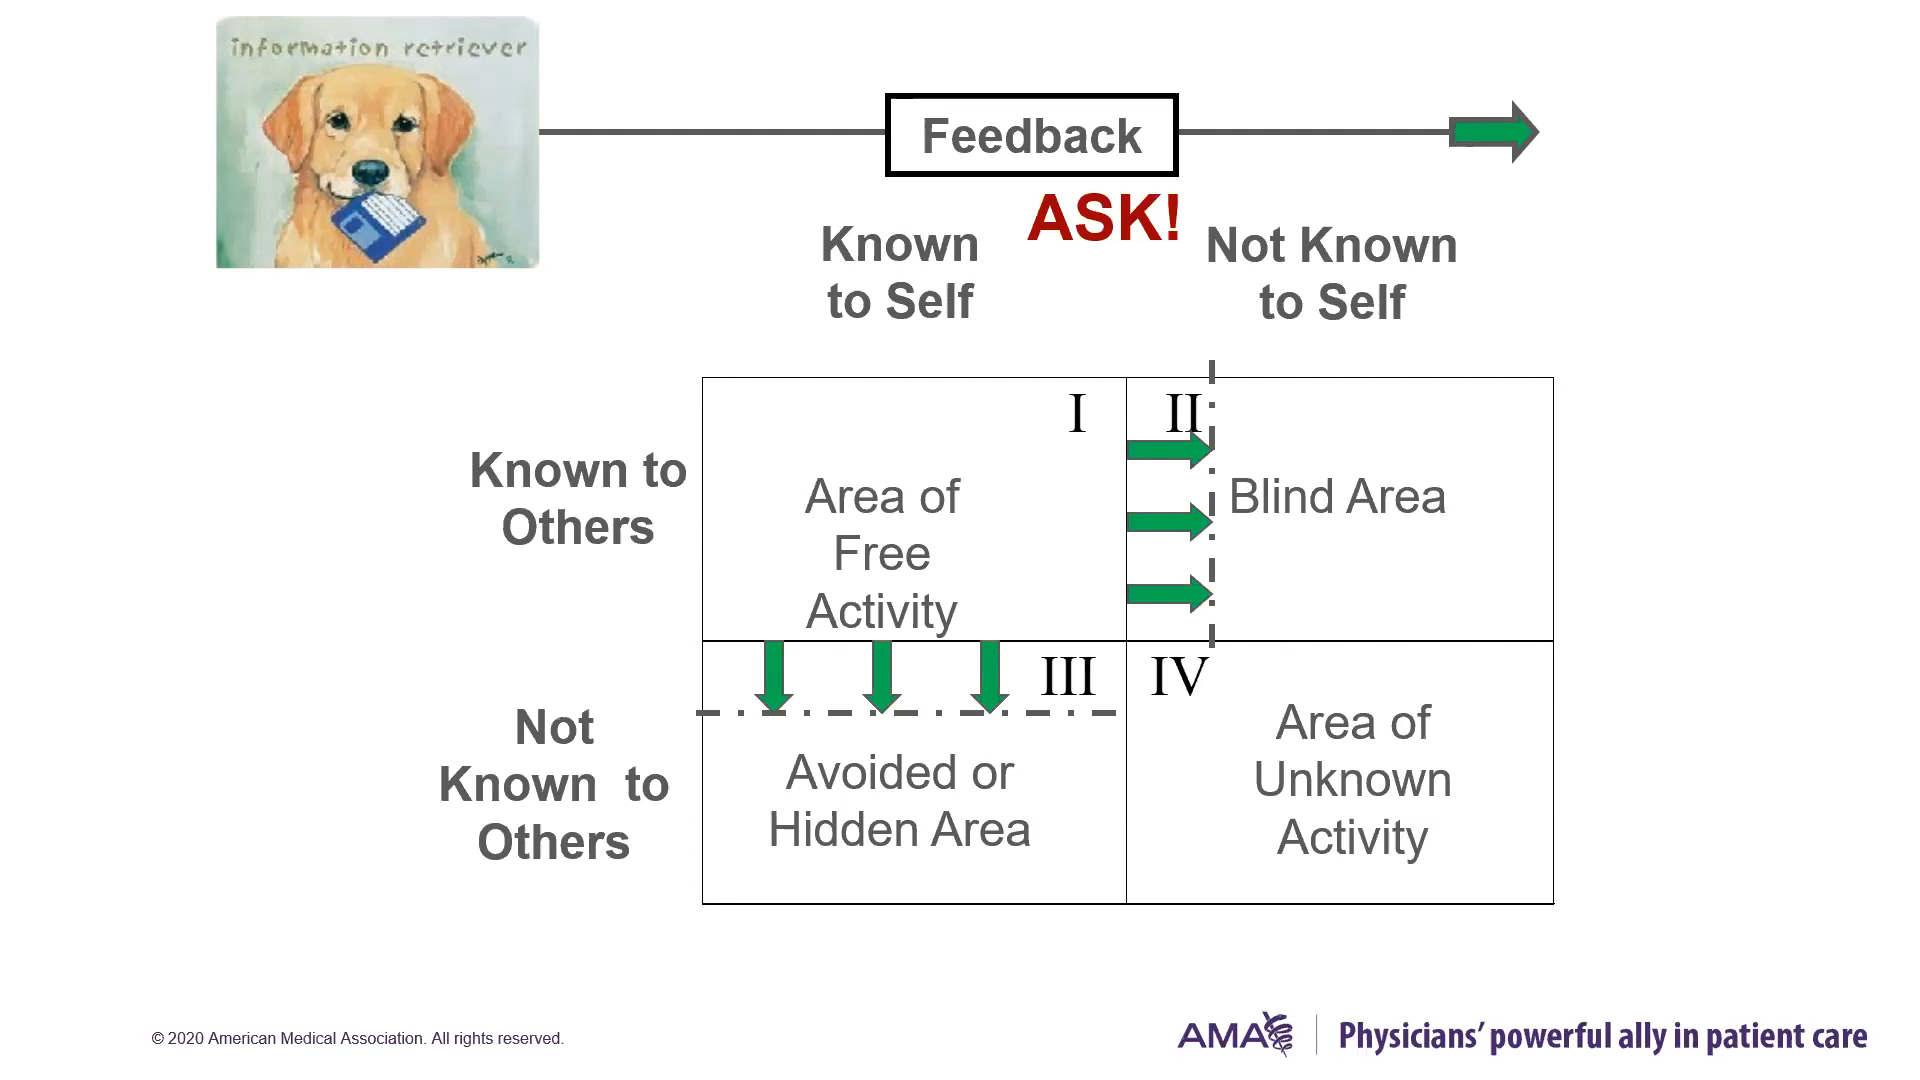 information retriever
Feedback
ASK!
Known
to Self
Not Known
to Self
I
II
Known to
Others
Area of
Free
Activity
Blind Area
III
IV
Not
Known to
Others
Avoided or
Hidden Area
Area of
Unknown
Activity
© 2020 American Medical Association. All rights reserved.
AMA
Physicians’ powerful ally in patient care